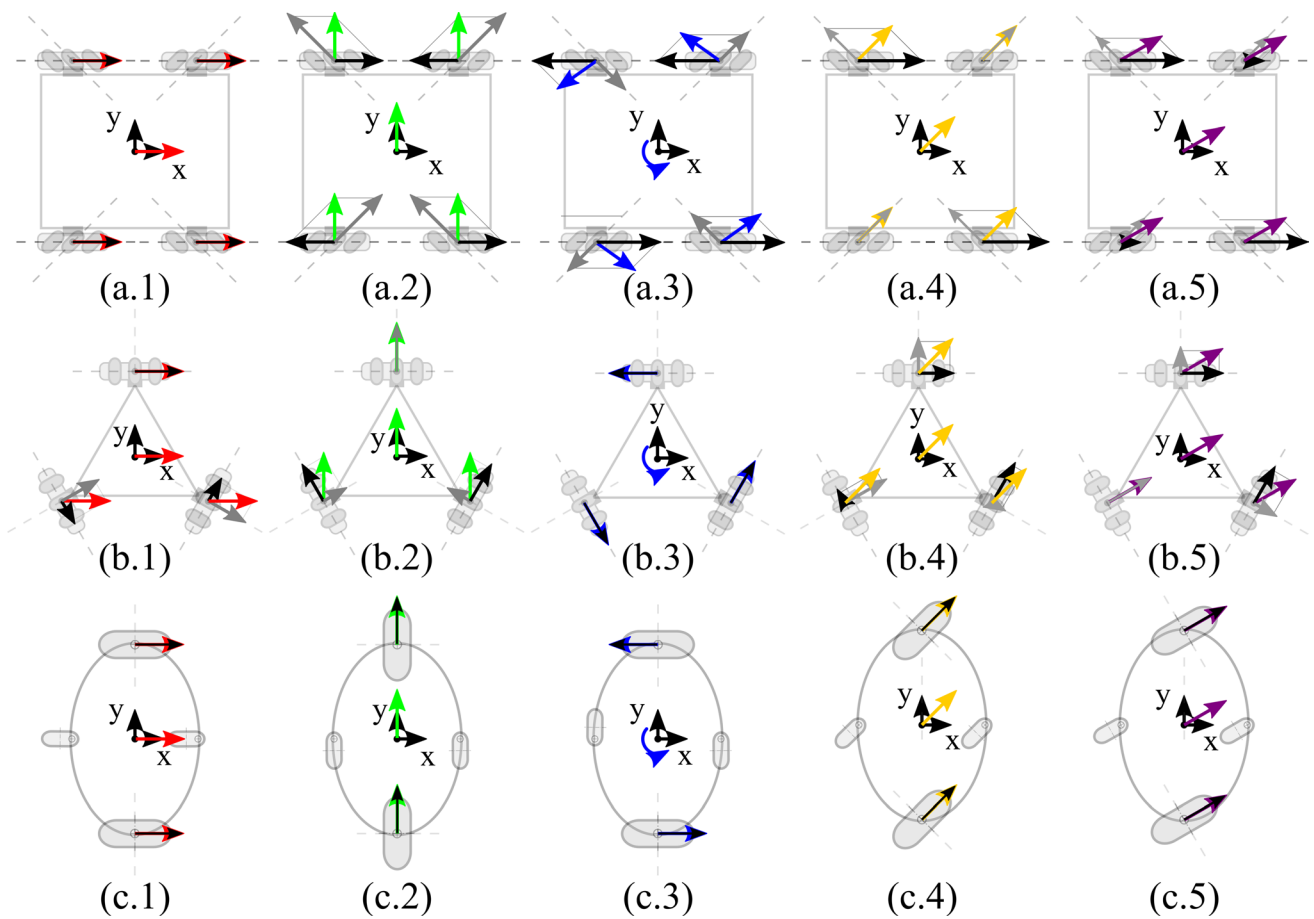 y
x
y
x
y
x
y
x
y
x
(a.1) (a.2) (a.3) (a.4) (a.5)
y
x
y
x
y
x
y
x
y
x
(b.1) (b.2) (b.3) (b.4) (b.5)
y
x
y
x
y
x
y
x
y
x
(c.1) (c.2) (c.3) (c.4) (c.5)